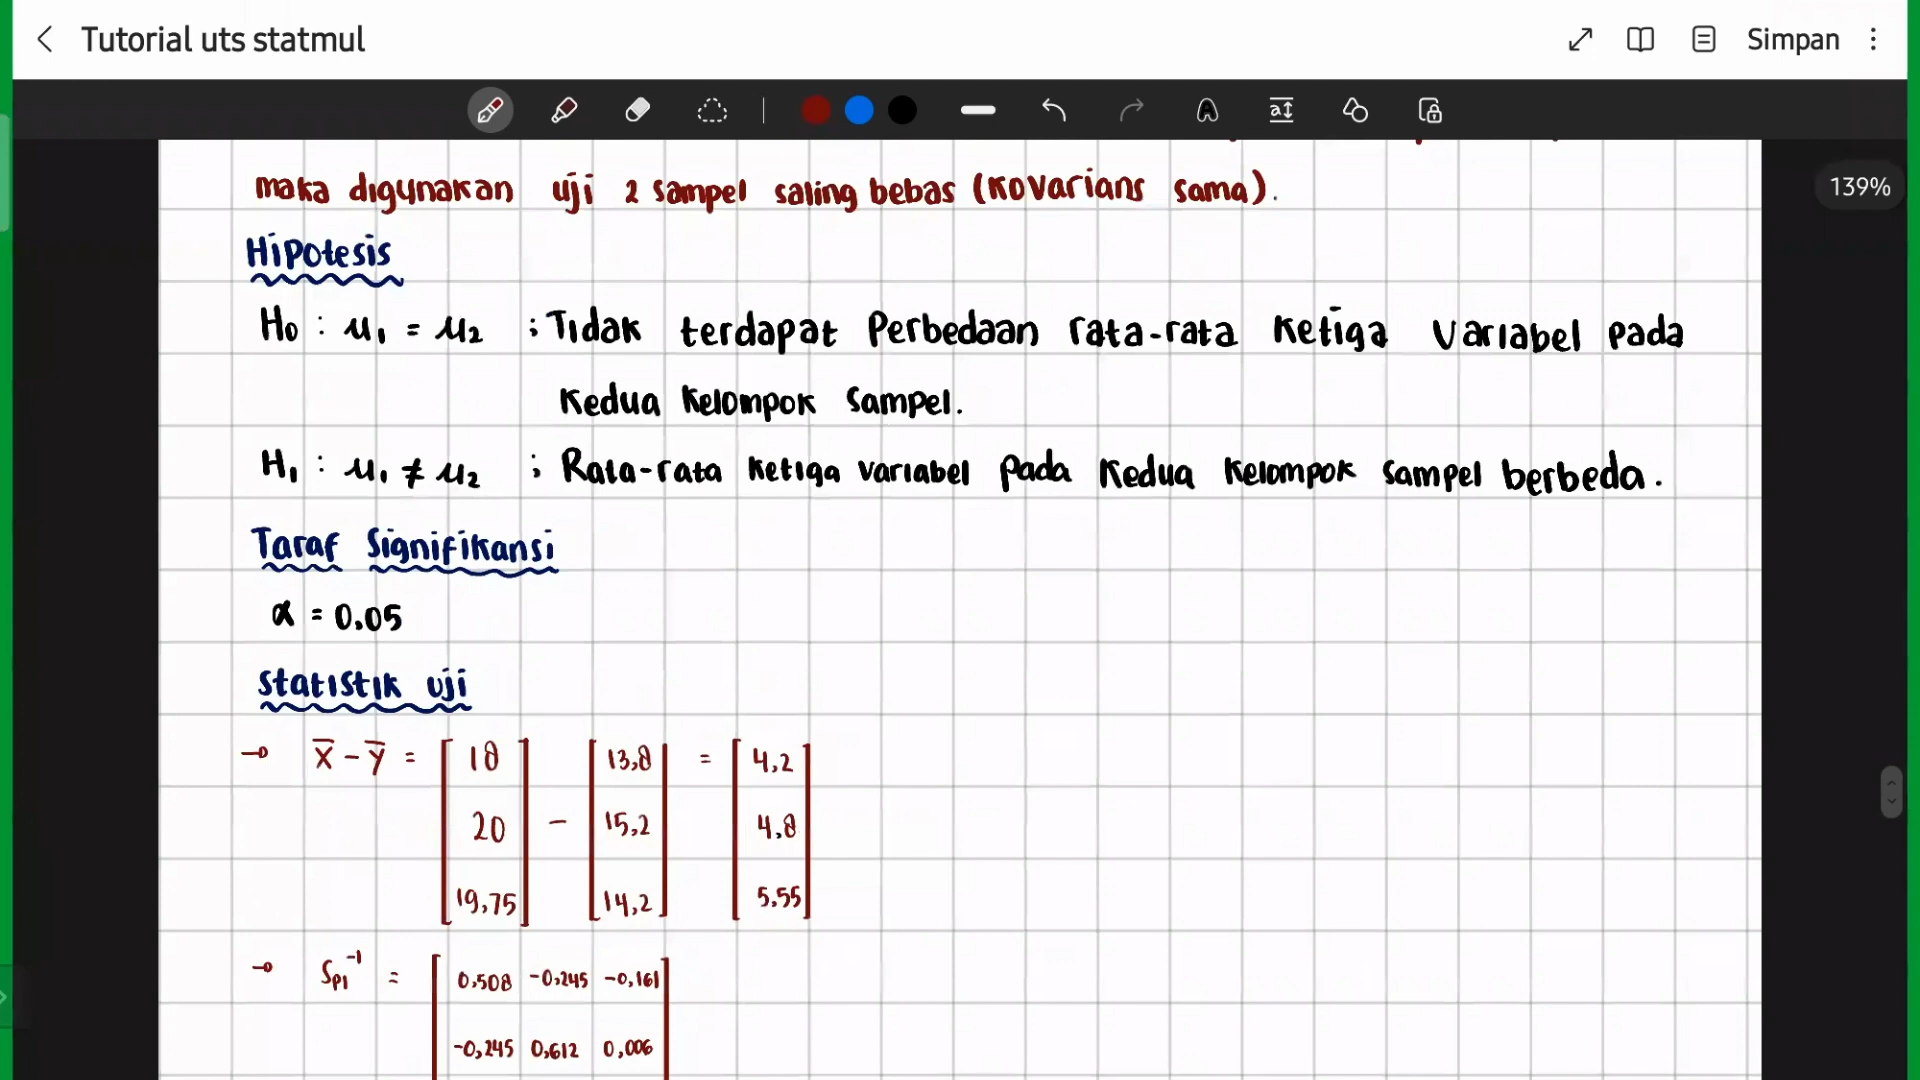 Tutorial uts statmul
Simpan
139%
maka digunakan uji 2 sampel saling bebas (Kovarians sama).
Hipotesis
H0 : μ1 = μ2 ; Tidak terdapat Perbedaan rata-rata Ketiga Variabel pada
Kedua Kelompok Sampel.
H1 : μ1 ≠ μ2 ; Rata-rata Ketiga variabel pada Kedua Kelompok Sampel berbeda.
Taraf Signifikansi
α = 0.05
Statistik uji
→ X̄ - Ȳ = [18] - [13,8] = [4,2]
[20] [15,2] [4,8]
[19,75] [14,2] [5,55]
→ Sp1⁻¹ = [0.508 -0,245 -0,161]
-0,245 0,612 0,006